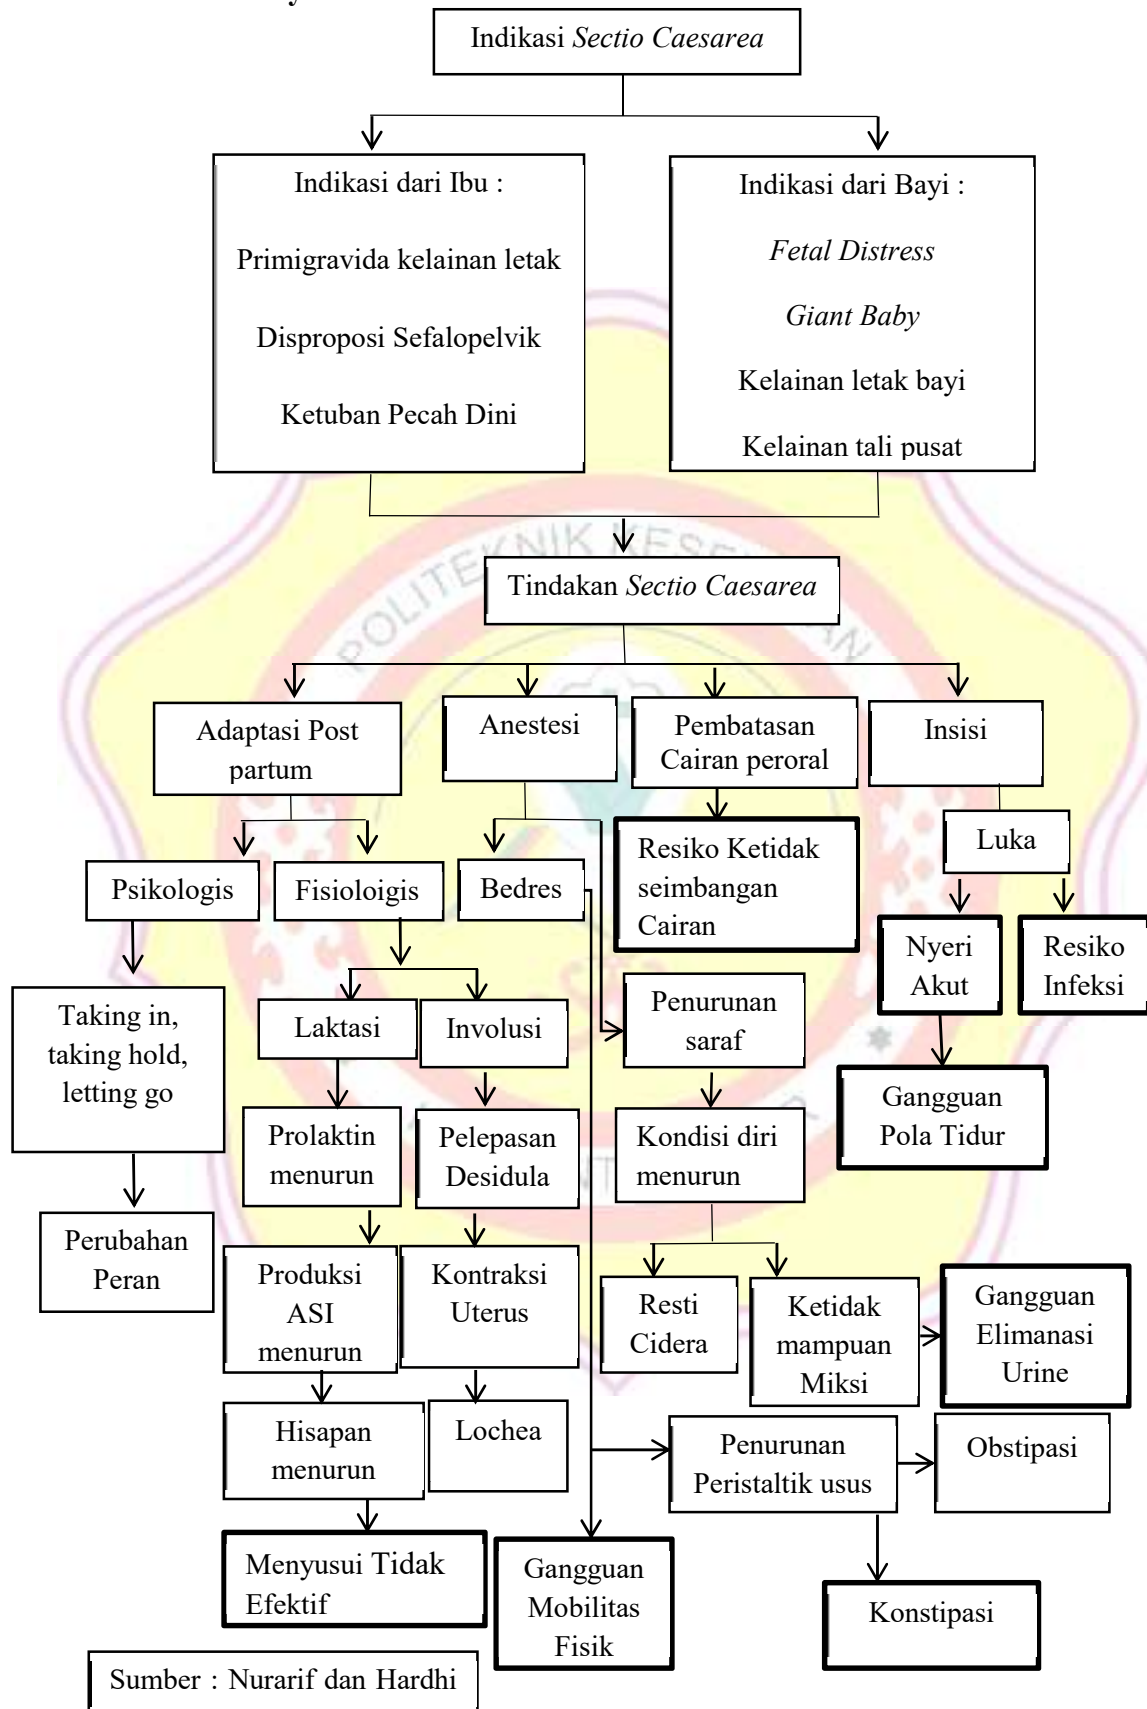 Indikasi Sectio Caesarea
Indikasi dari Ibu :
Primigravida kelainan letak
Disproposi Sefalopelvik
Ketuban Pecah Dini
Indikasi dari Bayi :
Fetal Distress
Giant Baby
Kelainan letak bayi
Kelainan tali pusat
POLITEKNIK
Tindakan Sectio Caesarea
Adaptasi Post
partum
Anestesi
Pembatasan
Cairan peroral
Insisi
Luka
Psikologis
Fisioloigis
Bedres
Resiko Ketidak
seimbangan
Cairan
Nyeri
Akut
Resiko
Infeksi
Taking in,
taking hold,
letting go
Laktasi
Involusi
Penurunan
saraf
Gangguan
Pola Tidur
Prolaktin
menurun
Pelepasan
Desidula
Kondisi diri
menurun
Perubahan
Peran
Produksi
ASI
menurun
Kontraksi
Uterus
Resti
Cidera
Ketidak
mampuan
Miksi
Gangguan
Elimanasi
Urine
Hisapan
menurun
Lochea
Penurunan
Peristaltik usus
Obstipasi
Menyusui Tidak
Efektif
Gangguan
Mobilitas
Fisik
Konstipasi
Sumber : Nurarif dan Hardhi